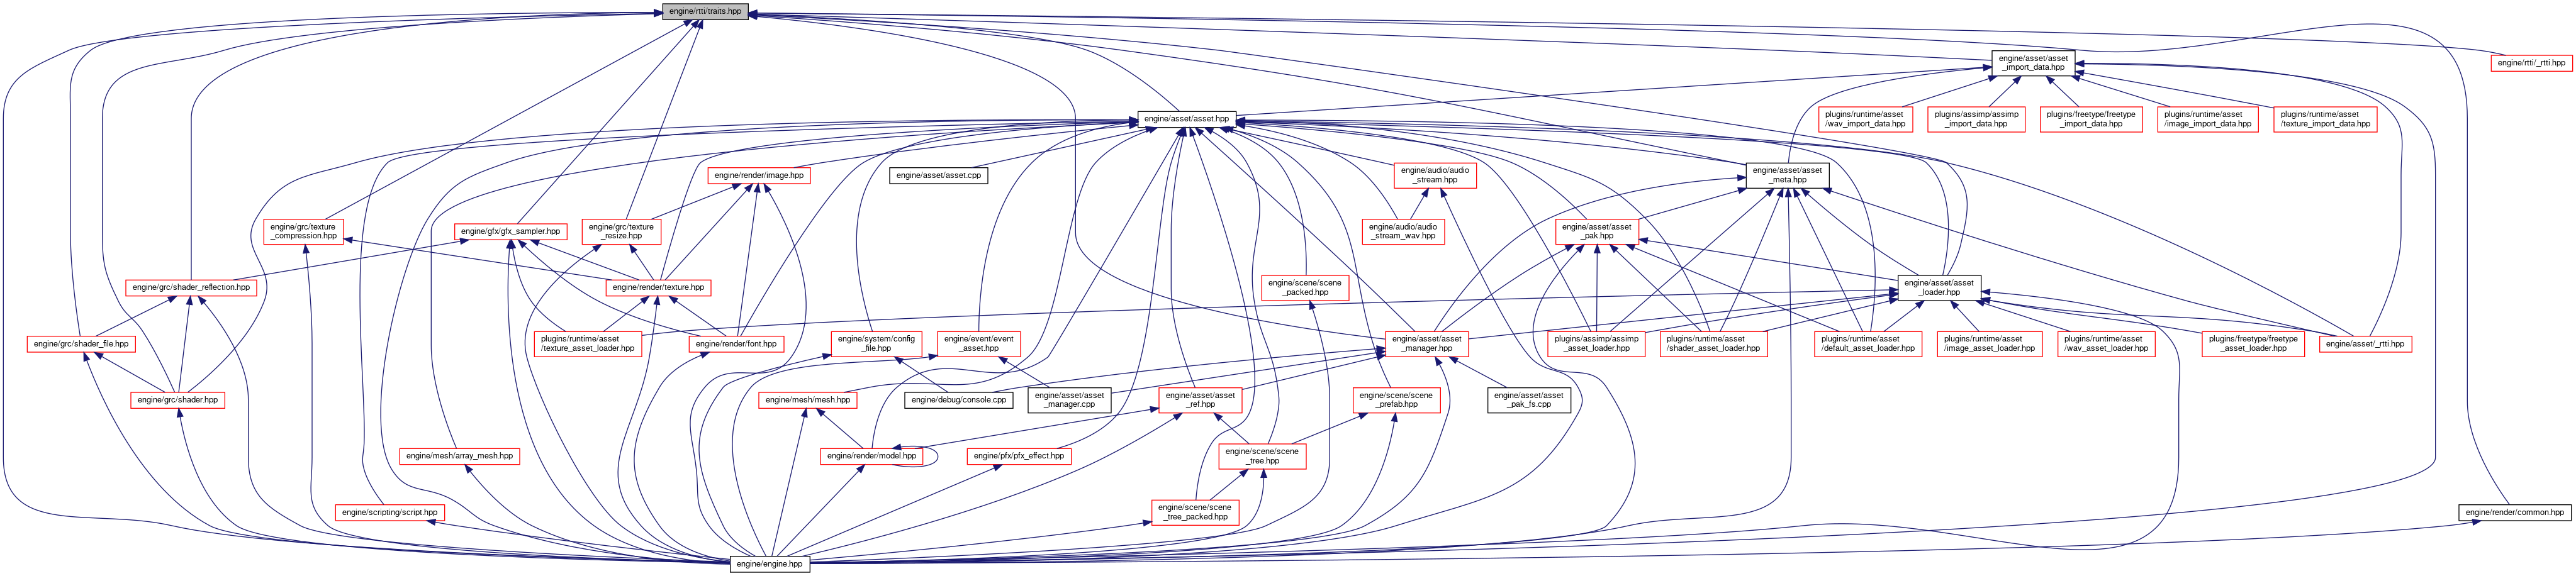 engine/rtti/traits.hpp
engine/asset/asset
_import_data.hpp
engine/rtti/_rtti.hpp
engine/asset/asset.hpp
plugins/runtime/asset
/wav_import_data.hpp
plugins/assimp/assimp
_import_data.hpp
plugins/freetype/freetype
_import_data.hpp
plugins/runtime/asset
/image_import_data.hpp
plugins/runtime/asset
/texture_import_data.hpp
engine/render/image.hpp
engine/asset/asset.cpp
engine/audio/audio
_stream.hpp
engine/asset/asset
_meta.hpp
engine/grc/texture
_compression.hpp
engine/gfx/gfx_sampler.hpp
engine/grc/texture
_resize.hpp
engine/audio/audio
_stream_wav.hpp
engine/asset/asset
_pak.hpp
engine/grc/shader_reflection.hpp
engine/render/texture.hpp
engine/scene/scene
_packed.hpp
engine/asset/asset
_loader.hpp
engine/grc/shader_file.hpp
plugins/runtime/asset
/texture_asset_loader.hpp
engine/render/font.hpp
engine/system/config
_file.hpp
engine/event/event
_asset.hpp
engine/asset/asset
_manager.hpp
plugins/assimp/assimp
_asset_loader.hpp
plugins/runtime/asset
/shader_asset_loader.hpp
plugins/runtime/asset
/default_asset_loader.hpp
plugins/runtime/asset
/image_asset_loader.hpp
plugins/runtime/asset
/wav_asset_loader.hpp
plugins/freetype/freetype
_asset_loader.hpp
engine/asset/_rtti.hpp
engine/grc/shader.hpp
engine/mesh/mesh.hpp
engine/debug/console.cpp
engine/asset/asset
_manager.cpp
engine/asset/asset
_ref.hpp
engine/scene/scene
_prefab.hpp
engine/asset/asset
_pak_fs.cpp
engine/mesh/array_mesh.hpp
engine/render/model.hpp
engine/pfx/pfx_effect.hpp
engine/scene/scene
_tree.hpp
engine/scripting/script.hpp
engine/scene/scene
_tree_packed.hpp
engine/render/common.hpp
engine/engine.hpp